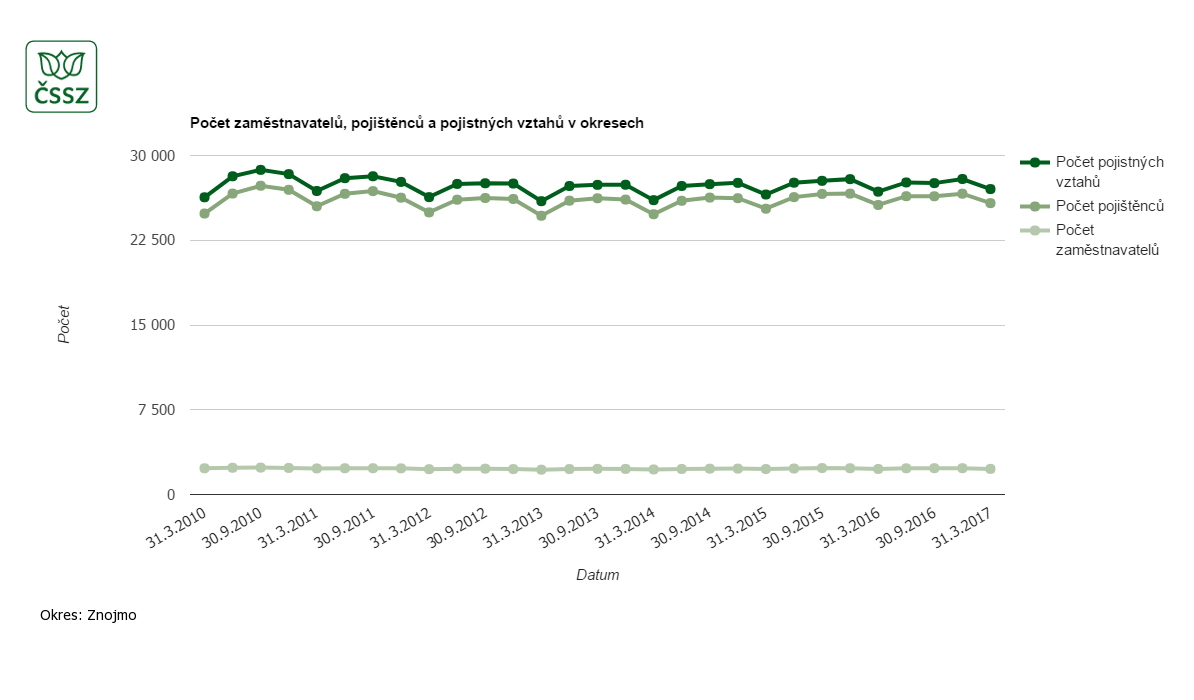 ČSSZ
Počet zaměstnavatelů, pojištěnců a pojistných vztahů v okresech
30 000
22 500
15 000
7 500
0
Počet
31.3.2010
30.9.2010
31.3.2011
30.9.2011
31.3.2012
30.9.2012
31.3.2013
30.9.2013
31.3.2014
30.9.2014
31.3.2015
30.9.2015
31.3.2016
30.9.2016
31.3.2017
Datum
Počet pojistných
vztahů
Počet pojištěnců
Počet
zaměstnavatelů
Okres: Znojmo